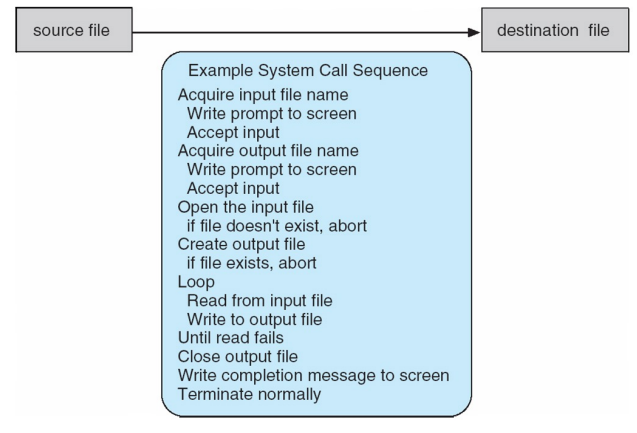 source file
destination file
Example System Call Sequence
Acquire input file name
Write prompt to screen
Accept input
Acquire output file name
Write prompt to screen
Accept input
Open the input file
if file doesn't exist, abort
Create output file
if file exists, abort
Loop
Read from input file
Write to output file
Until read fails
Close output file
Write completion message to screen
Terminate normally